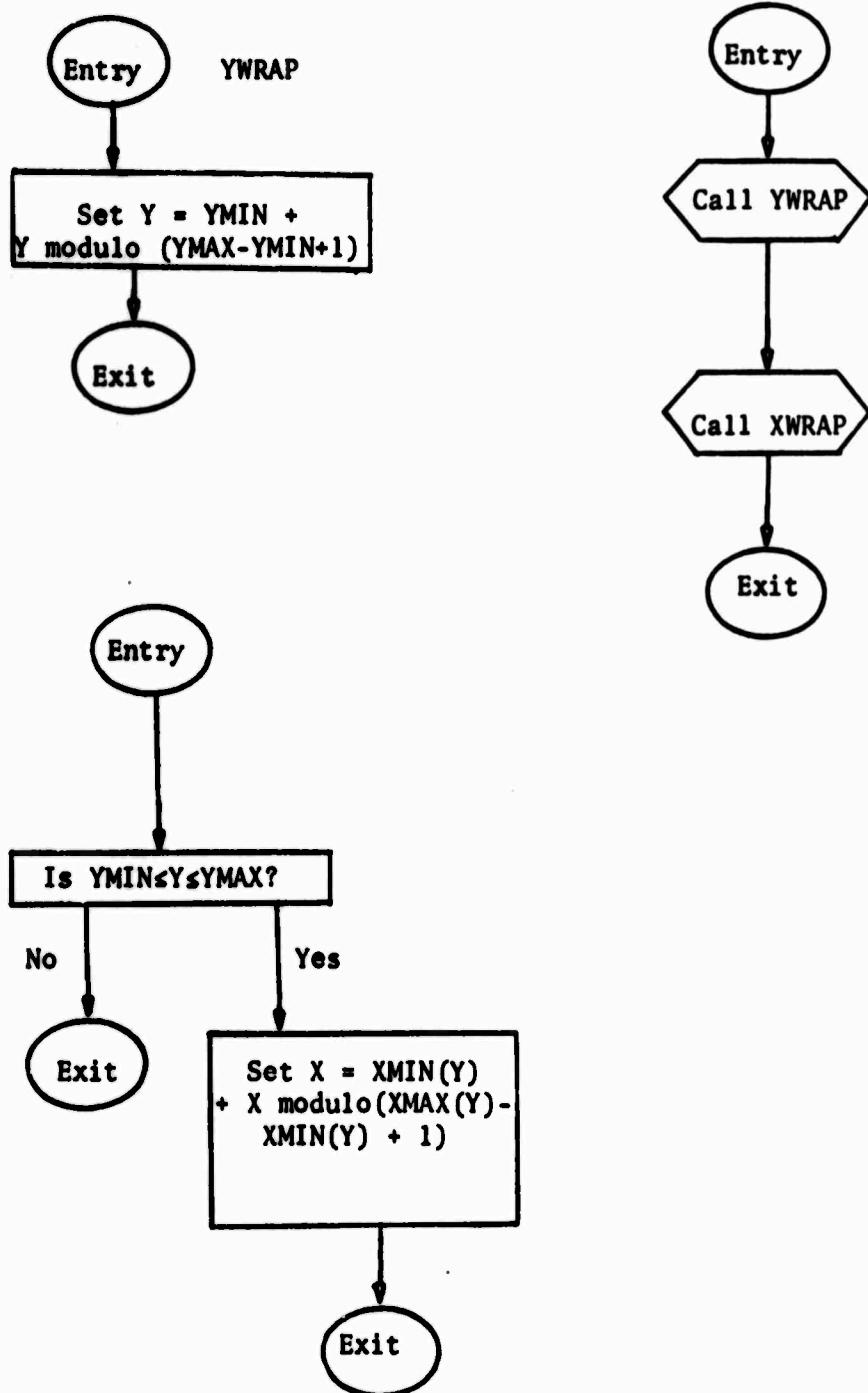 Entry YWRAP
Set Y = YMIN +
Y modulo (YMAX-YMIN+1)
Exit
Entry
Call YWRAP
Call XWRAP
Exit
Entry
Is YMIN≤Y≤YMAX?
No
Yes
Exit
Set X = XMIN(Y)
+ X modulo(XMAX(Y)-
XMIN(Y) + 1)
Exit